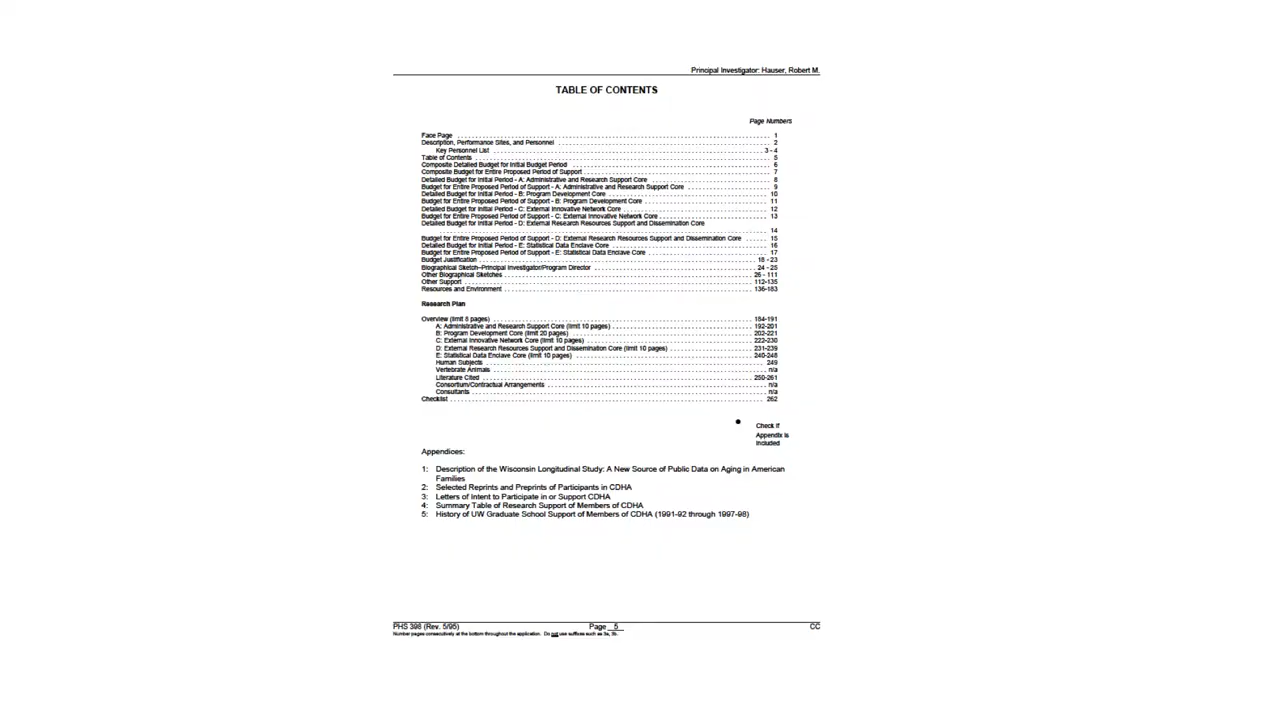 Principal Investigator: Hauser, Robert M.
TABLE OF CONTENTS
Page Numbers
Face Page . . . . . . . . . . 1
Description, Performance Sites, and Personnel . . . . . . . . . . 2
Key Personnel List . . . . . . . . . . 3 - 4
Table of Contents . . . . . . . . . . 5
Composite Detailed Budget for Initial Budget Period . . . . . . . . . . 6
Composite Budget for Entire Proposed Period of Support . . . . . . . . . . 7
Detailed Budget for Initial Period - A: Administrative and Research Support Core . . . . . . . . . . 8
Budget for Entire Proposed Period of Support - A: Administrative and Research Support Core . . . . . . . . . . 9
Detailed Budget for Initial Period - B: Program Development Core . . . . . . . . . . 10
Budget for Entire Proposed Period of Support - B: Program Development Core . . . . . . . . . . 11
Detailed Budget for Initial Period - C: External Innovative Network Core . . . . . . . . . . 12
Budget for Entire Proposed Period of Support - C: External Innovative Network Core . . . . . . . . . . 13
Detailed Budget for Initial Period - D: External Research Resources Support and Dissemination Core
. . . . . . . . . . 14
Budget for Entire Proposed Period of Support - D: External Research Resources Support and Dissemination Core . . . . . . 15
Detailed Budget for Initial Period - E: Statistical Data Enclave Core . . . . . . . . . . 16
Budget for Entire Proposed Period of Support - E: Statistical Data Enclave Core . . . . . . . . . . 17
Budget Justification . . . . . . . . . . 18 - 23
Biographical Sketch--Principal Investigator/Program Director . . . . . . . . . . 24 - 25
Other Biographical Sketches . . . . . . . . . . 26 - 111
Other Support . . . . . . . . . . 112-135
Resources and Environment . . . . . . . . . . 136-183
Research Plan
Overview (limit 8 pages) . . . . . . . . . . 184-191
A: Administrative and Research Support Core (limit 10 pages) . . . . . . . . . . 192-201
B: Program Development Core (limit 20 pages) . . . . . . . . . . 202-221
C: External Innovative Network Core (limit 10 pages) . . . . . . . . . . 222-230
D: External Research Resources Support and Dissemination Core (limit 10 pages) . . . . . . . . . . 231-239
E: Statistical Data Enclave Core (limit 10 pages) . . . . . . . . . . 240-248
Human Subjects . . . . . . . . . . 249
Vertebrate Animals . . . . . . . . . . n/a
Literature Cited . . . . . . . . . . 250-261
Consortium/Contractual Arrangements . . . . . . . . . . n/a
Consultants . . . . . . . . . . n/a
Checklist . . . . . . . . . . 262
• Check if
Appendix is
included
Appendices:
1: Description of the Wisconsin Longitudinal Study: A New Source of Public Data on Aging in American
Families
2: Selected Reprints and Preprints of Participants in CDHA
3: Letters of Intent to Participate in or Support CDHA
4: Summary Table of Research Support of Members of CDHA
5: History of UW Graduate School Support of Members of CDHA (1991-92 through 1997-98)
PHS 398 (Rev. 5/95) Page 5 CC
Number pages consecutively at the bottom throughout the application. Do not use suffixes such as 3a, 3b.